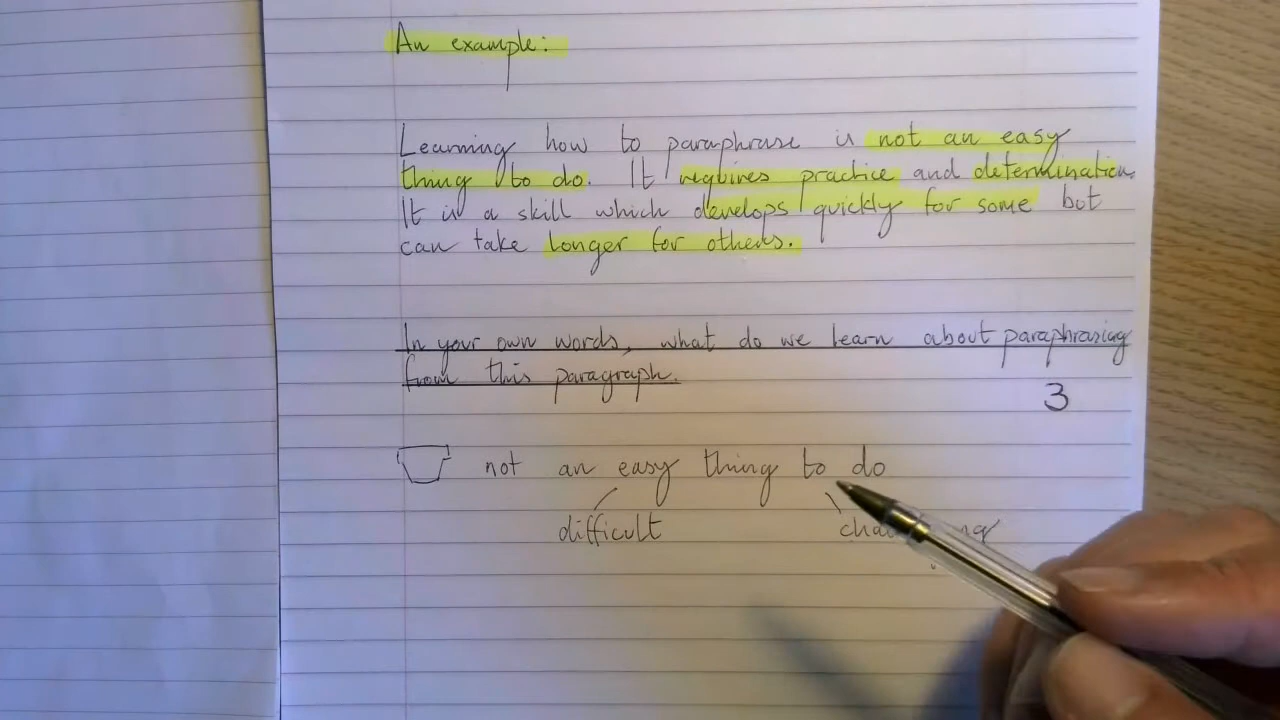 An example:
Learning how to paraphrase is not an easy
thing to do. It requires practice and determination.
It is a skill which develops quickly for some but
can take longer for others.
In your own words, what do we learn about paraphrasing
from this paragraph.
3
not an easy thing to do
difficult